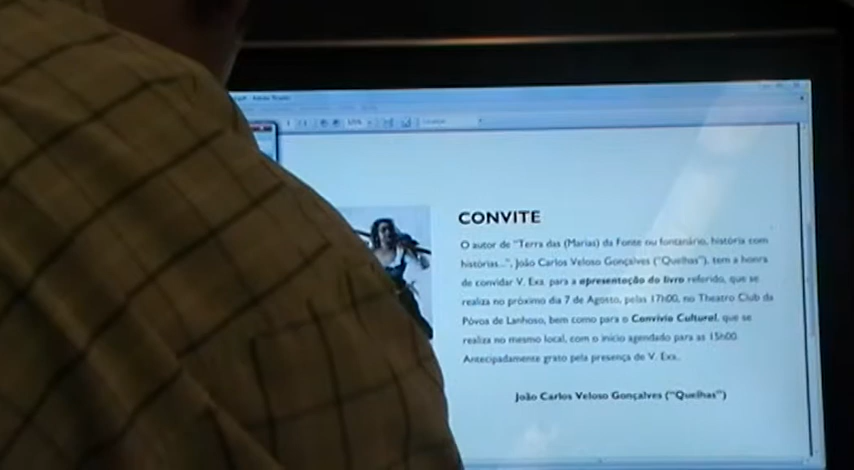 Adobe Reader
CONVITE
O autor de "Terra das (Marias) da Fonte ou fontanário, história com
histórias...", João Carlos Veloso Gonçalves ("Quelhas"), tem a honra
de convidar V. Exa. para a apresentação do livro referido, que se
realiza no próximo dia 7 de Agosto, pelas 17h00, no Theatro Club da
Póvoa de Lanhoso, bem como para o Convívio Cultural, que se
realiza no mesmo local, com o início agendado para as 15h00.
Antecipadamente grato pela presença de V. Exa.
João Carlos Veloso Gonçalves ("Quelhas")